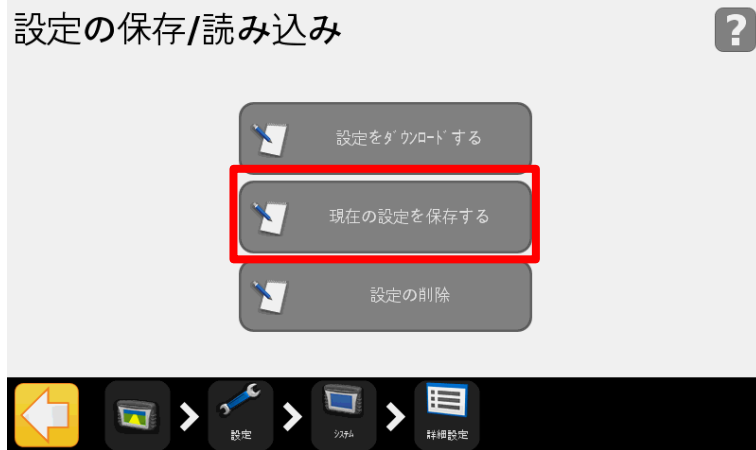 設定の保存/読み込み
?
設定をﾀﾞｳﾝﾛｰﾄﾞする
現在の設定を保存する
設定の削除
設定
ｼｽﾃﾑ
詳細設定